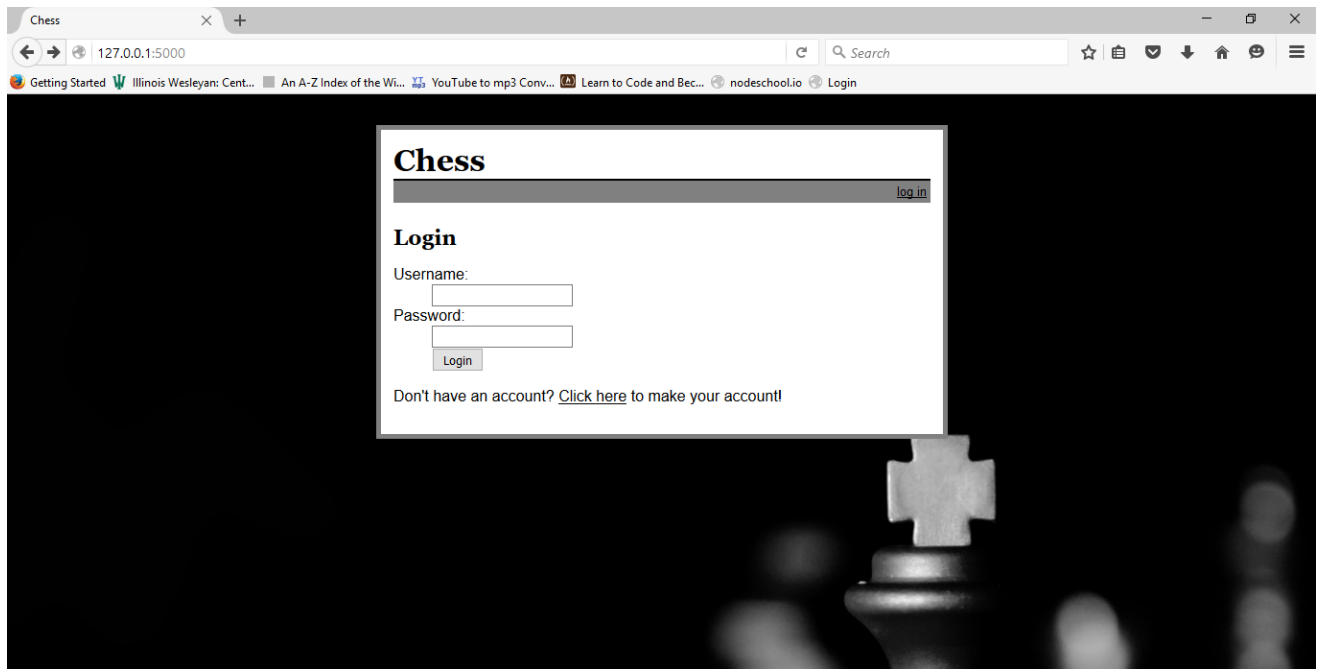 Chess
127.0.0.1:5000
Search
Getting Started Illinois Wesleyan: Cent... An A-Z Index of the Wi... YouTube to mp3 Conv... Learn to Code and Bec... nodeschool.io Login
Chess
log in
Login
Username:
Password:
Login
Don't have an account? Click here to make your account!